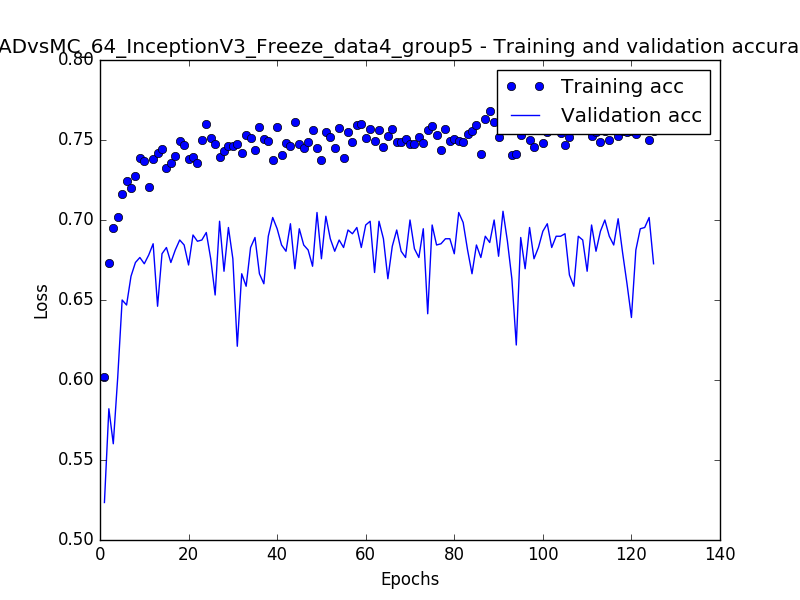 ADvsMC_64_InceptionV3_Freeze_data4_group5 - Training and validation accura
0.80
0.75
0.70
0.65
0.60
0.55
0.50
Loss
Training acc
Validation acc
0 20 40 60 80 100 120 140
Epochs